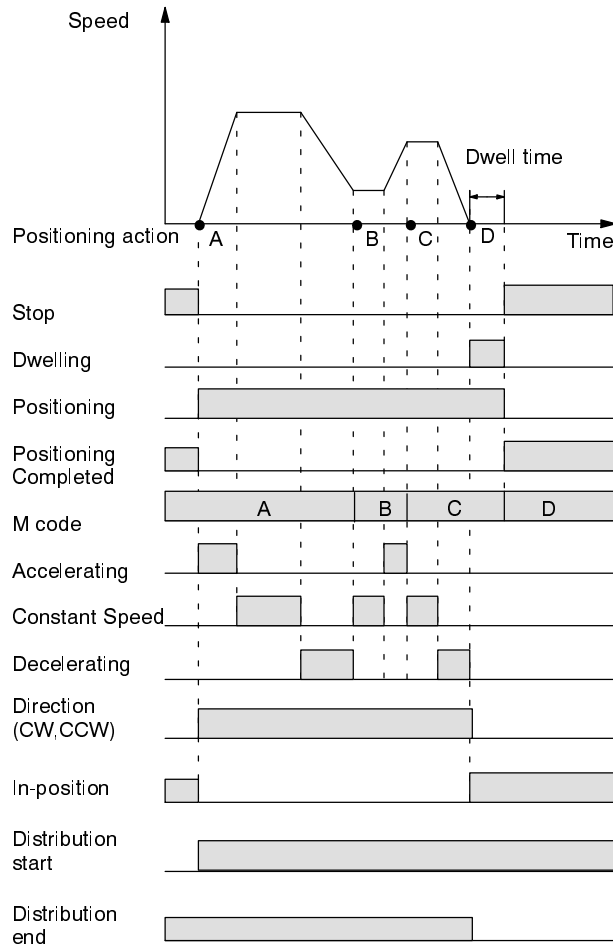 Speed
Dwell time
Positioning action
A
B
C
D
Time
Stop
Dwelling
Positioning
Positioning
Completed
M code
A
B
C
D
Accelerating
Constant Speed
Decelerating
Direction
(CW,CCW)
In-position
Distribution
start
Distribution
end